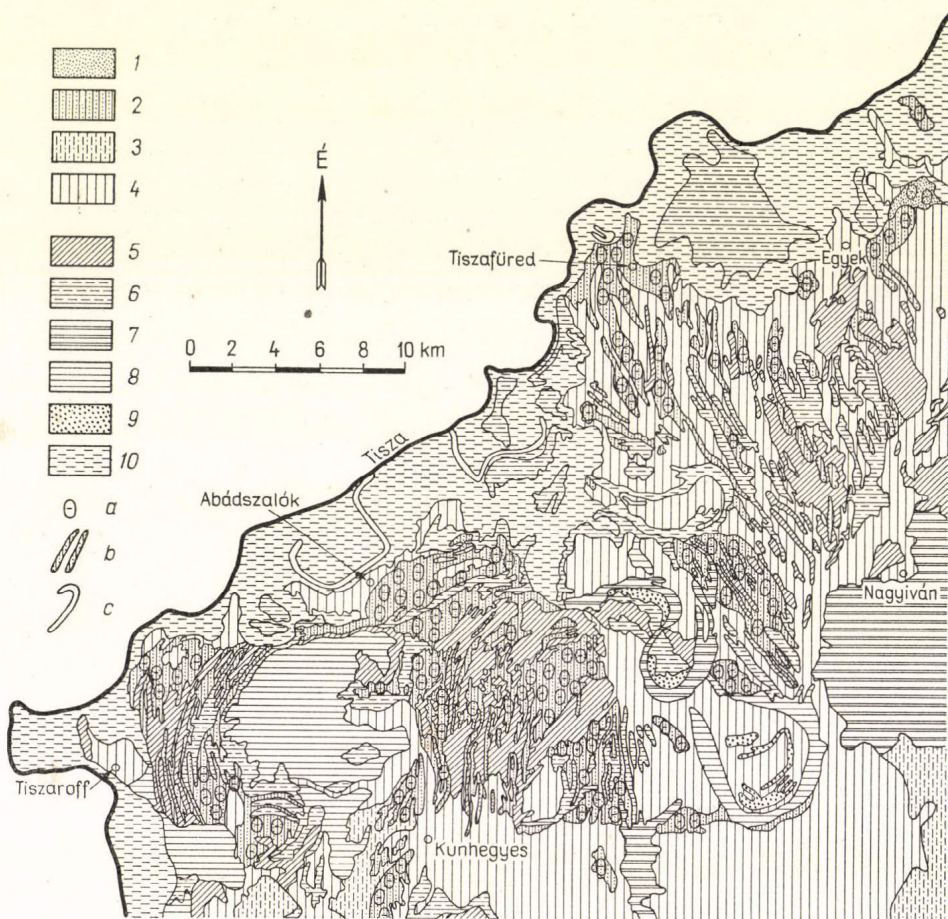 1
2
3
4
5
6
7
8
9
10
a
b
c
É
0 2 4 6 8 10 km
Tiszafüred
Egyek
Tisza
Abádszalók
Nagyiván
Tiszaroff
Kunhegyes